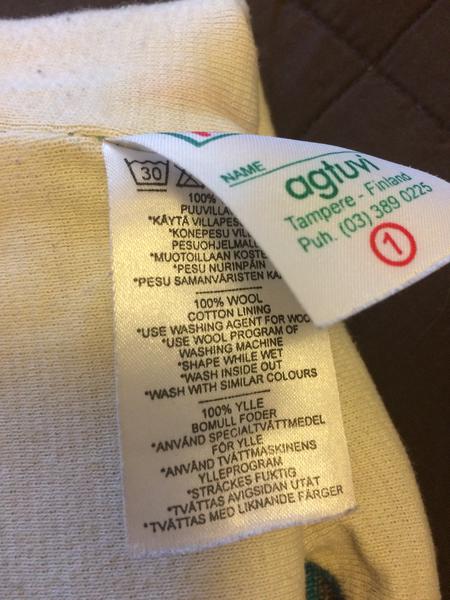 NAME
agtuvi
Tampere - Finland
Puh. (03) 389 0225
1
30
100%
PUUVILLA
*KÄYTÄ VILLAPES
*KONEPESU VIL
PESUOHJELMAL
*MUOTOILLAAN KOSTE
*PESU NURINPÄIN
*PESU SAMANVÄRISTEN KA
100% WOOL
COTTON LINING
*USE WASHING AGENT FOR WOO
*USE WOOL PROGRAM OF
WASHING MACHINE
*SHAPE WHILE WET
*WASH INSIDE OUT
*WASH WITH SIMILAR COLOURS
100% YLLE
BOMULL FODER
*ANVÄND SPECIALTVÄTTMEDEL
FÖR YLLE
*ANVÄND TVÄTTMASKINENS
YLLEPROGRAM
*STRÄCKES FUKTIG
*TVÄTTAS AVIGSIDAN UTÅT
*TVÄTTAS MED LIKNANDE FÄRGER